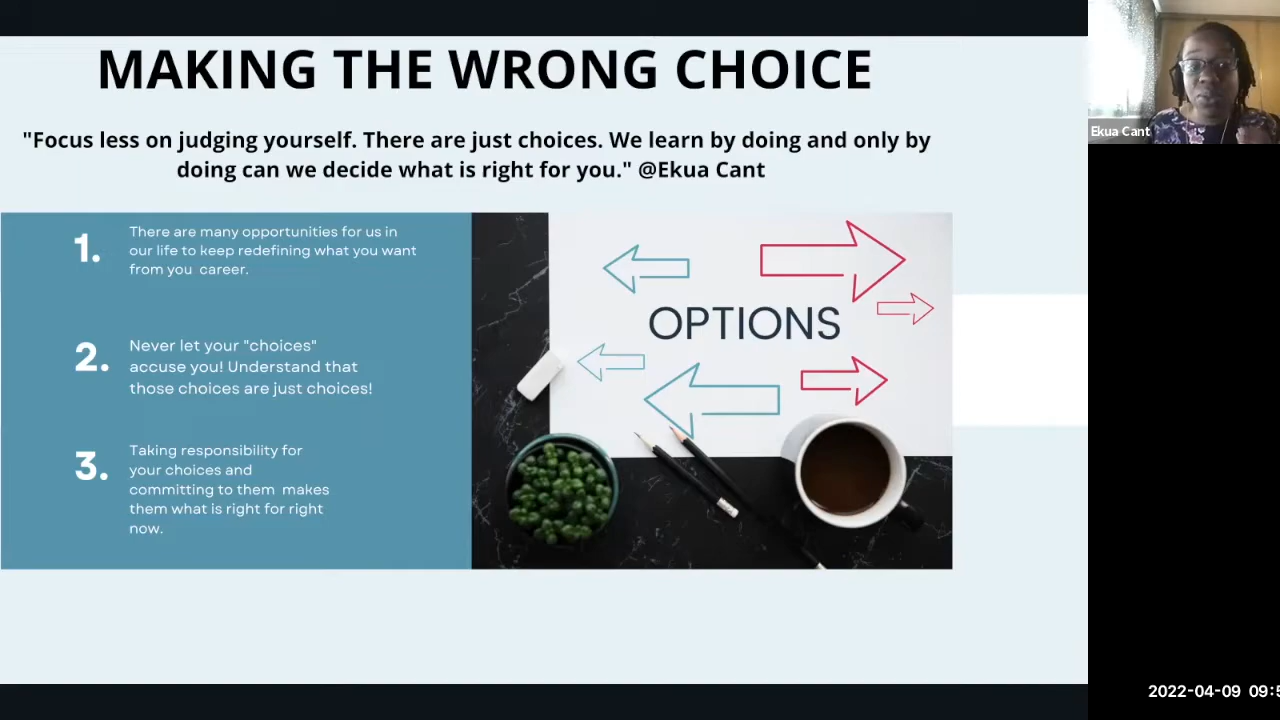 MAKING THE WRONG CHOICE
"Focus less on judging yourself. There are just choices. We learn by doing and only by
doing can we decide what is right for you." @Ekua Cant
1.
There are many opportunities for us in
our life to keep redefining what you want
from you career.
2.
Never let your "choices"
accuse you! Understand that
those choices are just choices!
3.
Taking responsibility for
your choices and
committing to them makes
them what is right for right
now.
OPTIONS
Ekua Cant
2022-04-09 09:5